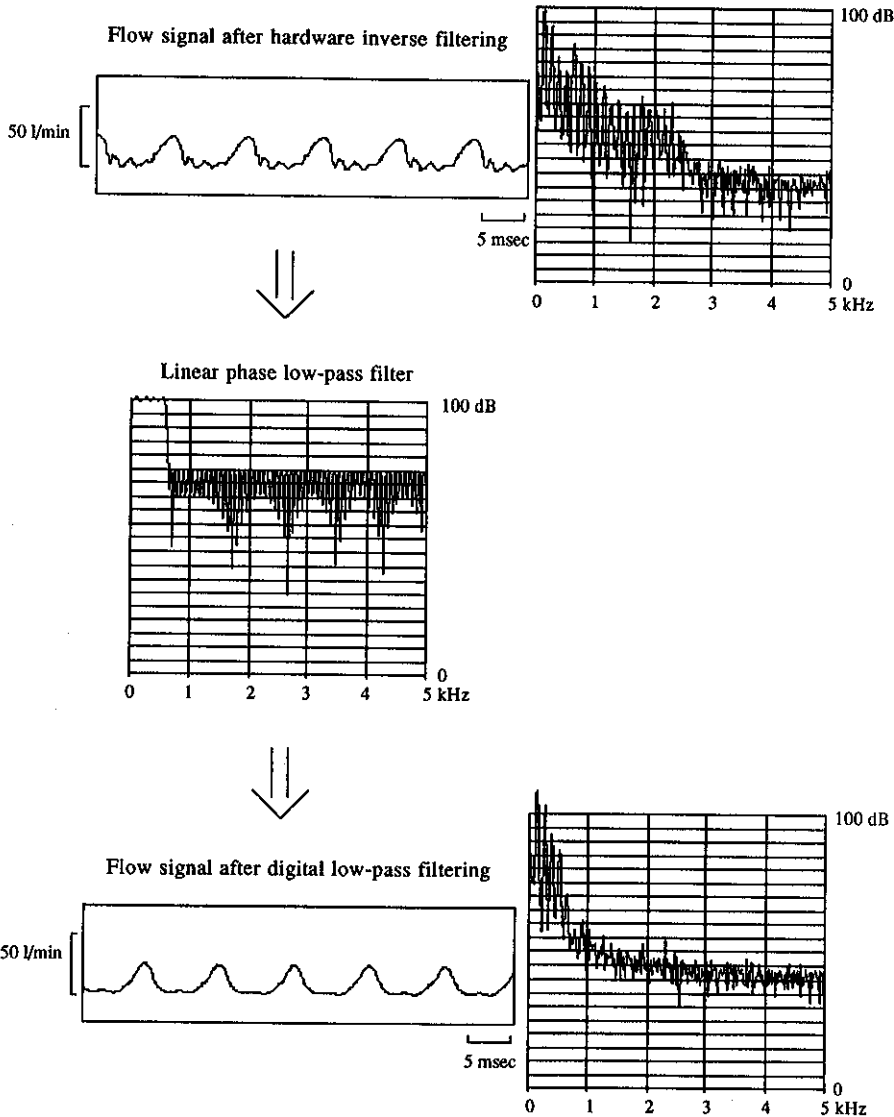 Flow signal after hardware inverse filtering
100 dB
50 l/min
5 msec
0
0 1 2 3 4 5 kHz
Linear phase low-pass filter
100 dB
0
0 1 2 3 4 5 kHz
Flow signal after digital low-pass filtering
100 dB
50 l/min
5 msec
0
0 1 2 3 4 5 kHz